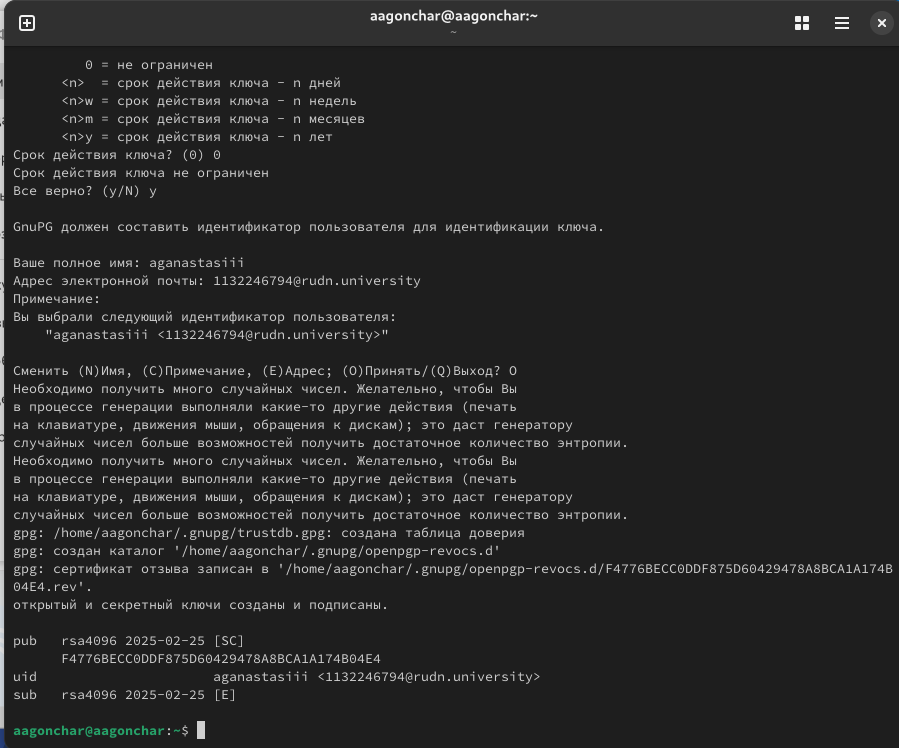 aagonchar@aagonchar:~
~
0 = не ограничен
<n>  = срок действия ключа - n дней
<n>w = срок действия ключа - n недель
<n>m = срок действия ключа - n месяцев
<n>y = срок действия ключа - n лет
Срок действия ключа? (0) 0
Срок действия ключа не ограничен
Все верно? (y/N) y
GnuPG должен составить идентификатор пользователя для идентификации ключа.
Ваше полное имя: aganastasiii
Адрес электронной почты: 1132246794@rudn.university
Примечание:
Вы выбрали следующий идентификатор пользователя:
"aganastasiii <1132246794@rudn.university>"
Сменить (N)Имя, (C)Примечание, (E)Адрес; (O)Принять/(Q)Выход? O
Необходимо получить много случайных чисел. Желательно, чтобы Вы
в процессе генерации выполняли какие-то другие действия (печать
на клавиатуре, движения мыши, обращения к дискам); это даст генератору
случайных чисел больше возможностей получить достаточное количество энтропии.
Необходимо получить много случайных чисел. Желательно, чтобы Вы
в процессе генерации выполняли какие-то другие действия (печать
на клавиатуре, движения мыши, обращения к дискам); это даст генератору
случайных чисел больше возможностей получить достаточное количество энтропии.
gpg: /home/aagonchar/.gnupg/trustdb.gpg: создана таблица доверия
gpg: создан каталог '/home/aagonchar/.gnupg/openpgp-revocs.d'
gpg: сертификат отзыва записан в '/home/aagonchar/.gnupg/openpgp-revocs.d/F4776BECC0DDF875D60429478A8BCA1A174B
04E4.rev'.
открытый и секретный ключи созданы и подписаны.
pub   rsa4096 2025-02-25 [SC]
F4776BECC0DDF875D60429478A8BCA1A174B04E4
uid                      aganastasiii <1132246794@rudn.university>
sub   rsa4096 2025-02-25 [E]
aagonchar@aagonchar:~$